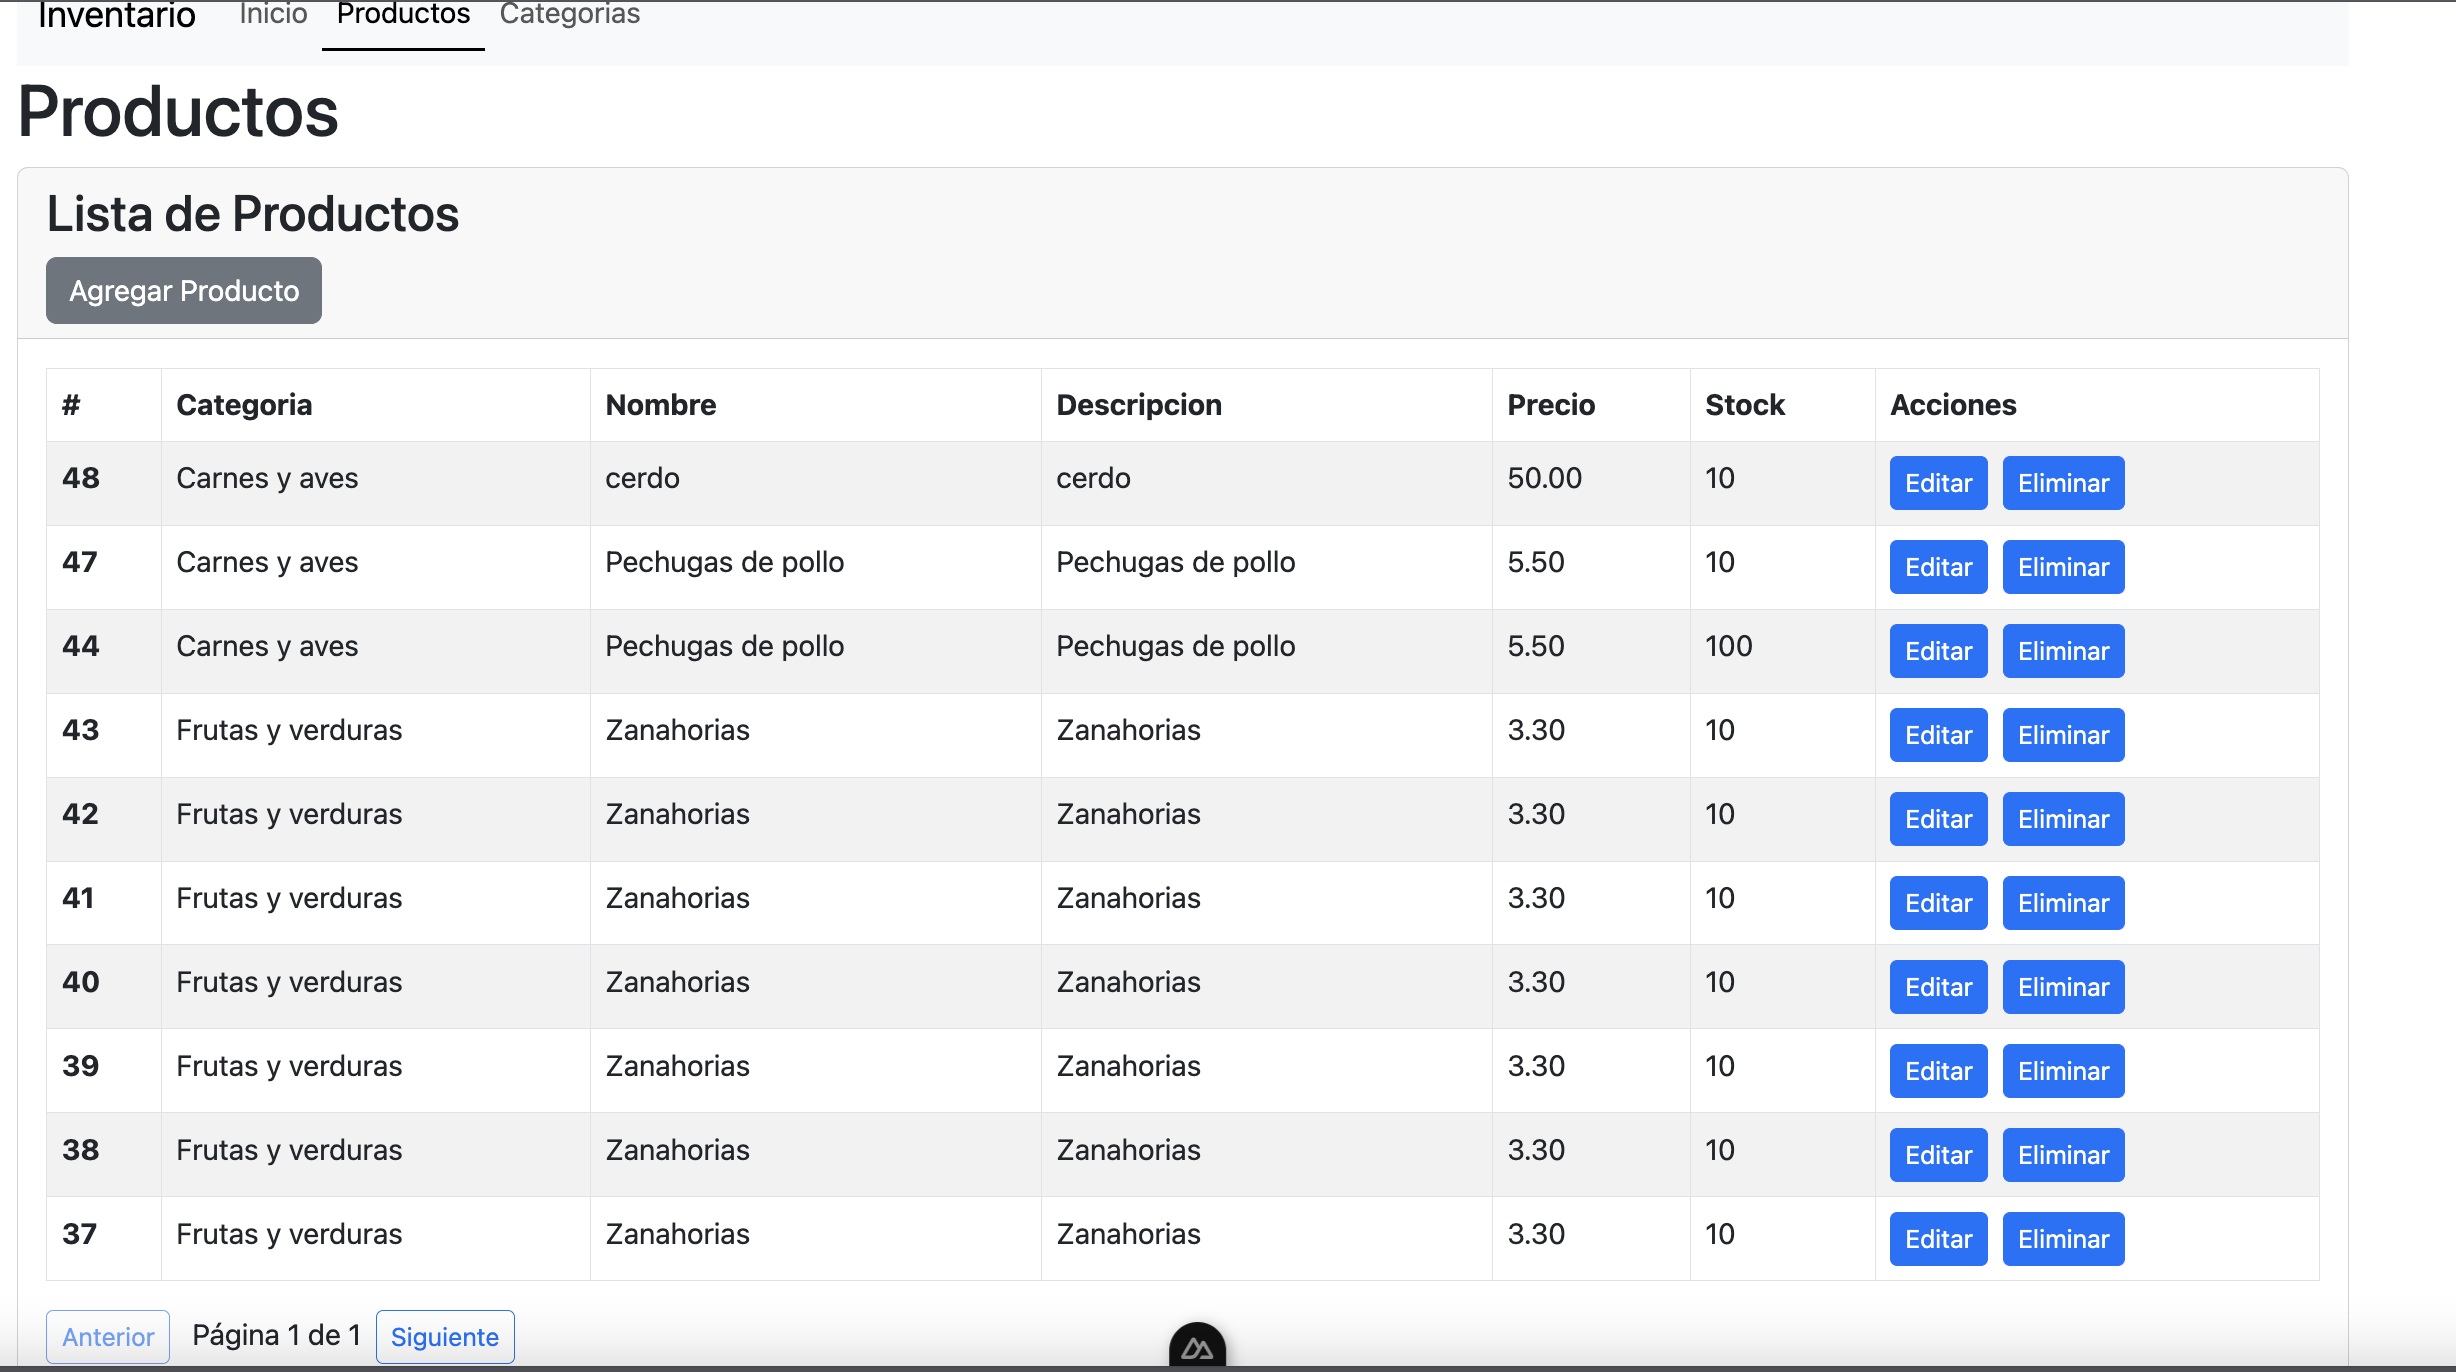 Inventario Inicio Productos Categorias
Productos
Lista de Productos
Agregar Producto
# Categoria Nombre Descripcion Precio Stock Acciones
48 Carnes y aves cerdo cerdo 50.00 10 Editar Eliminar
47 Carnes y aves Pechugas de pollo Pechugas de pollo 5.50 10 Editar Eliminar
44 Carnes y aves Pechugas de pollo Pechugas de pollo 5.50 100 Editar Eliminar
43 Frutas y verduras Zanahorias Zanahorias 3.30 10 Editar Eliminar
42 Frutas y verduras Zanahorias Zanahorias 3.30 10 Editar Eliminar
41 Frutas y verduras Zanahorias Zanahorias 3.30 10 Editar Eliminar
40 Frutas y verduras Zanahorias Zanahorias 3.30 10 Editar Eliminar
39 Frutas y verduras Zanahorias Zanahorias 3.30 10 Editar Eliminar
38 Frutas y verduras Zanahorias Zanahorias 3.30 10 Editar Eliminar
37 Frutas y verduras Zanahorias Zanahorias 3.30 10 Editar Eliminar
Anterior Página 1 de 1 Siguiente